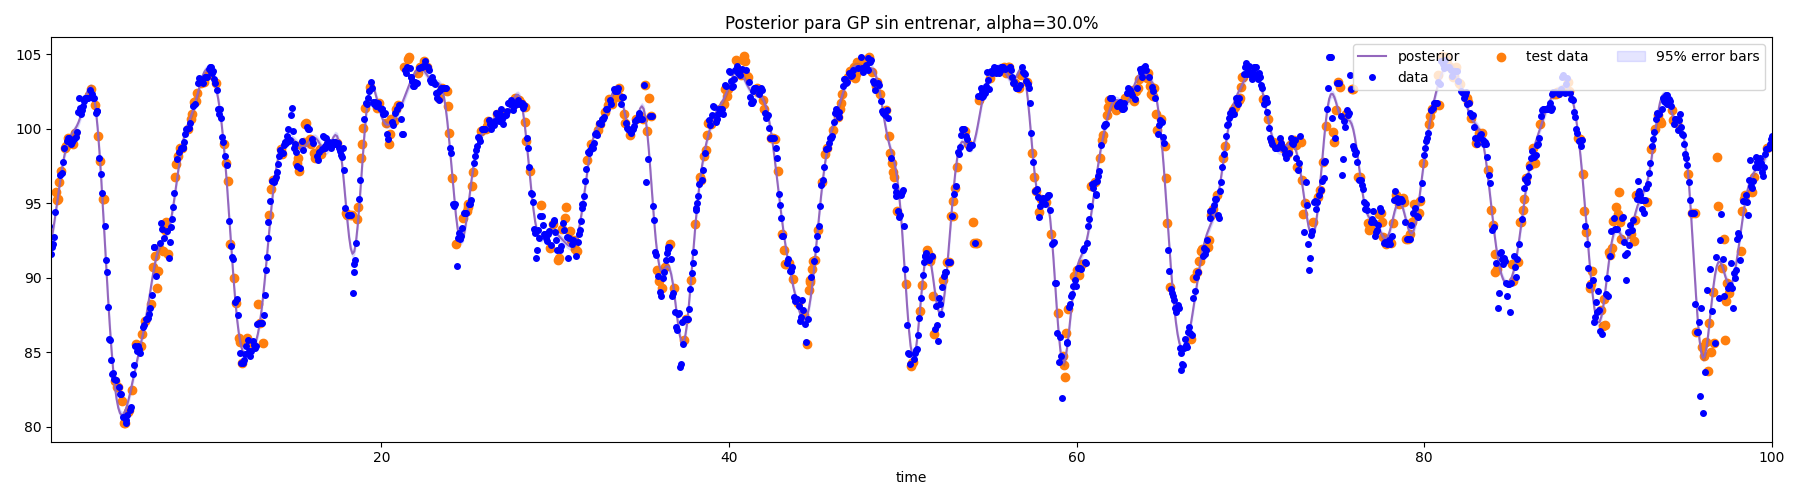 Posterior para GP sin entrenar, alpha=30.0%
105
100
95
90
85
80
posterior
data
test data
95% error bars
20
40
60
80
100
time